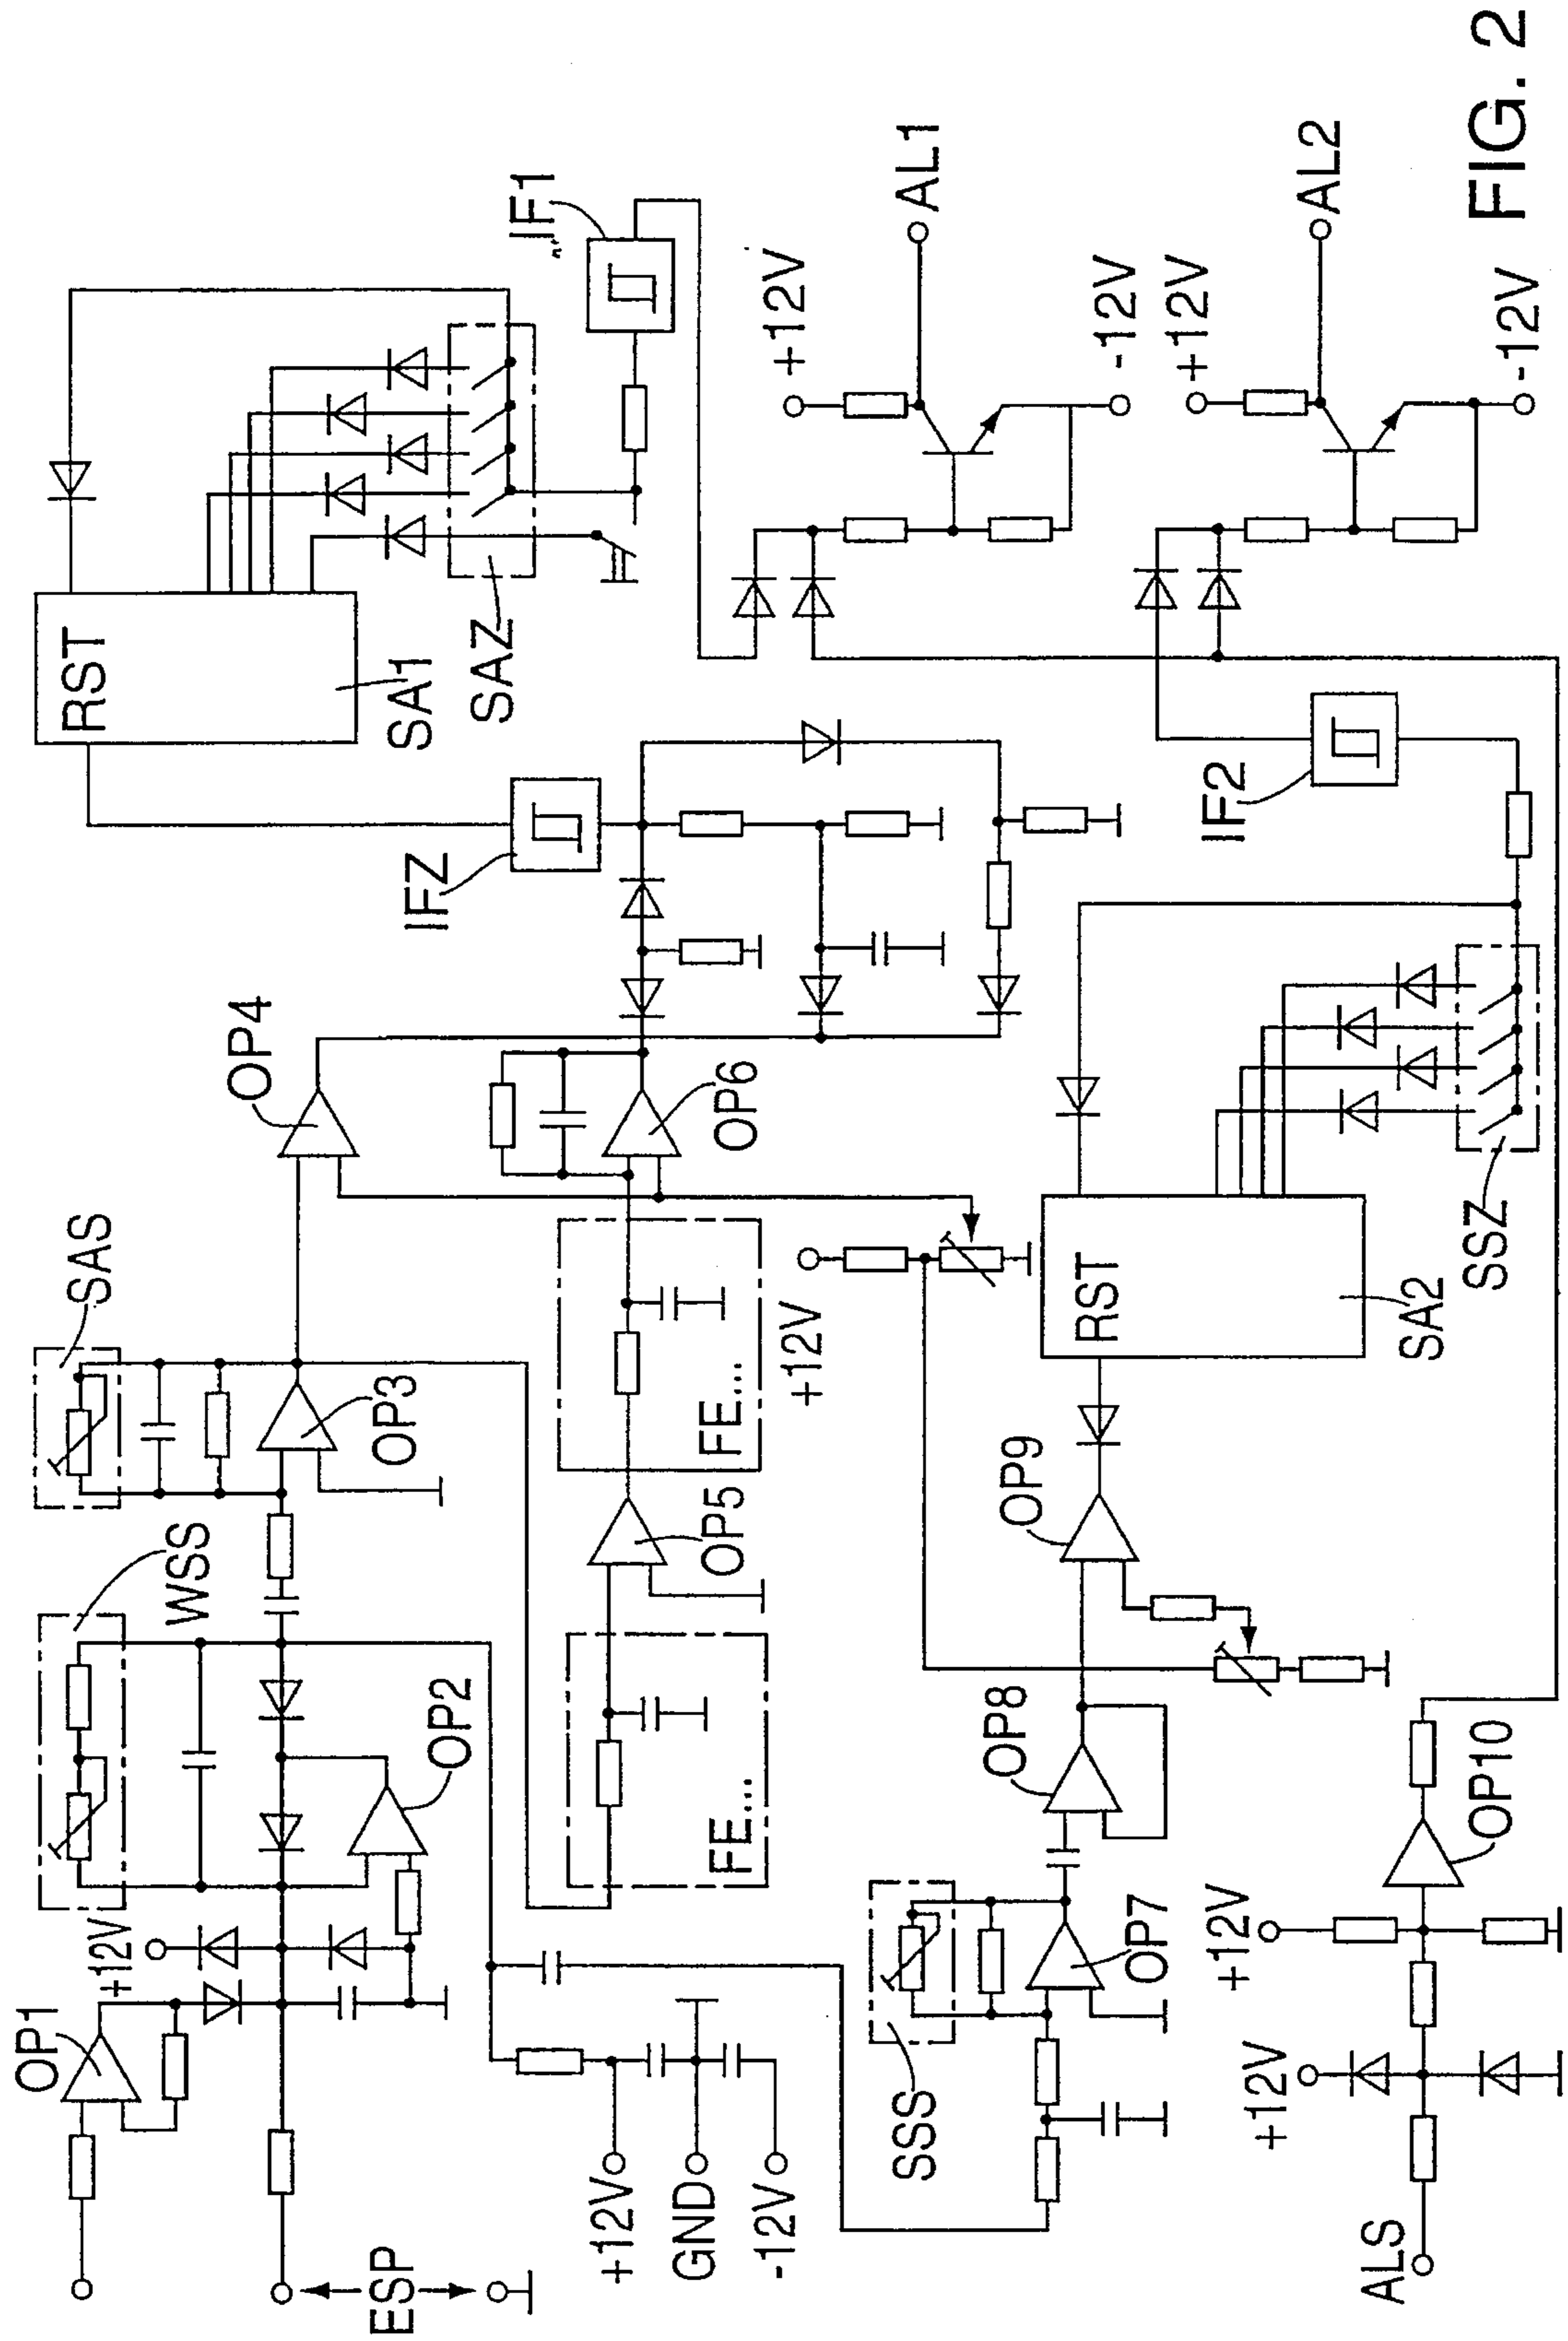 OP1
+12V
WSS
SAS
OP4
RST
SA1
IF1
OP2
OP3
IFZ
SAZ
ESP
FE...
OP5
FE...
OP6
+12V
AL1
-12V
+12V
GND
-12V
+12V
SSS
OP7
OP8
OP9
RST
SA2
SSZ
IF2
+12V
AL2
-12V
ALS
+12V
+12V
OP10
FIG. 2